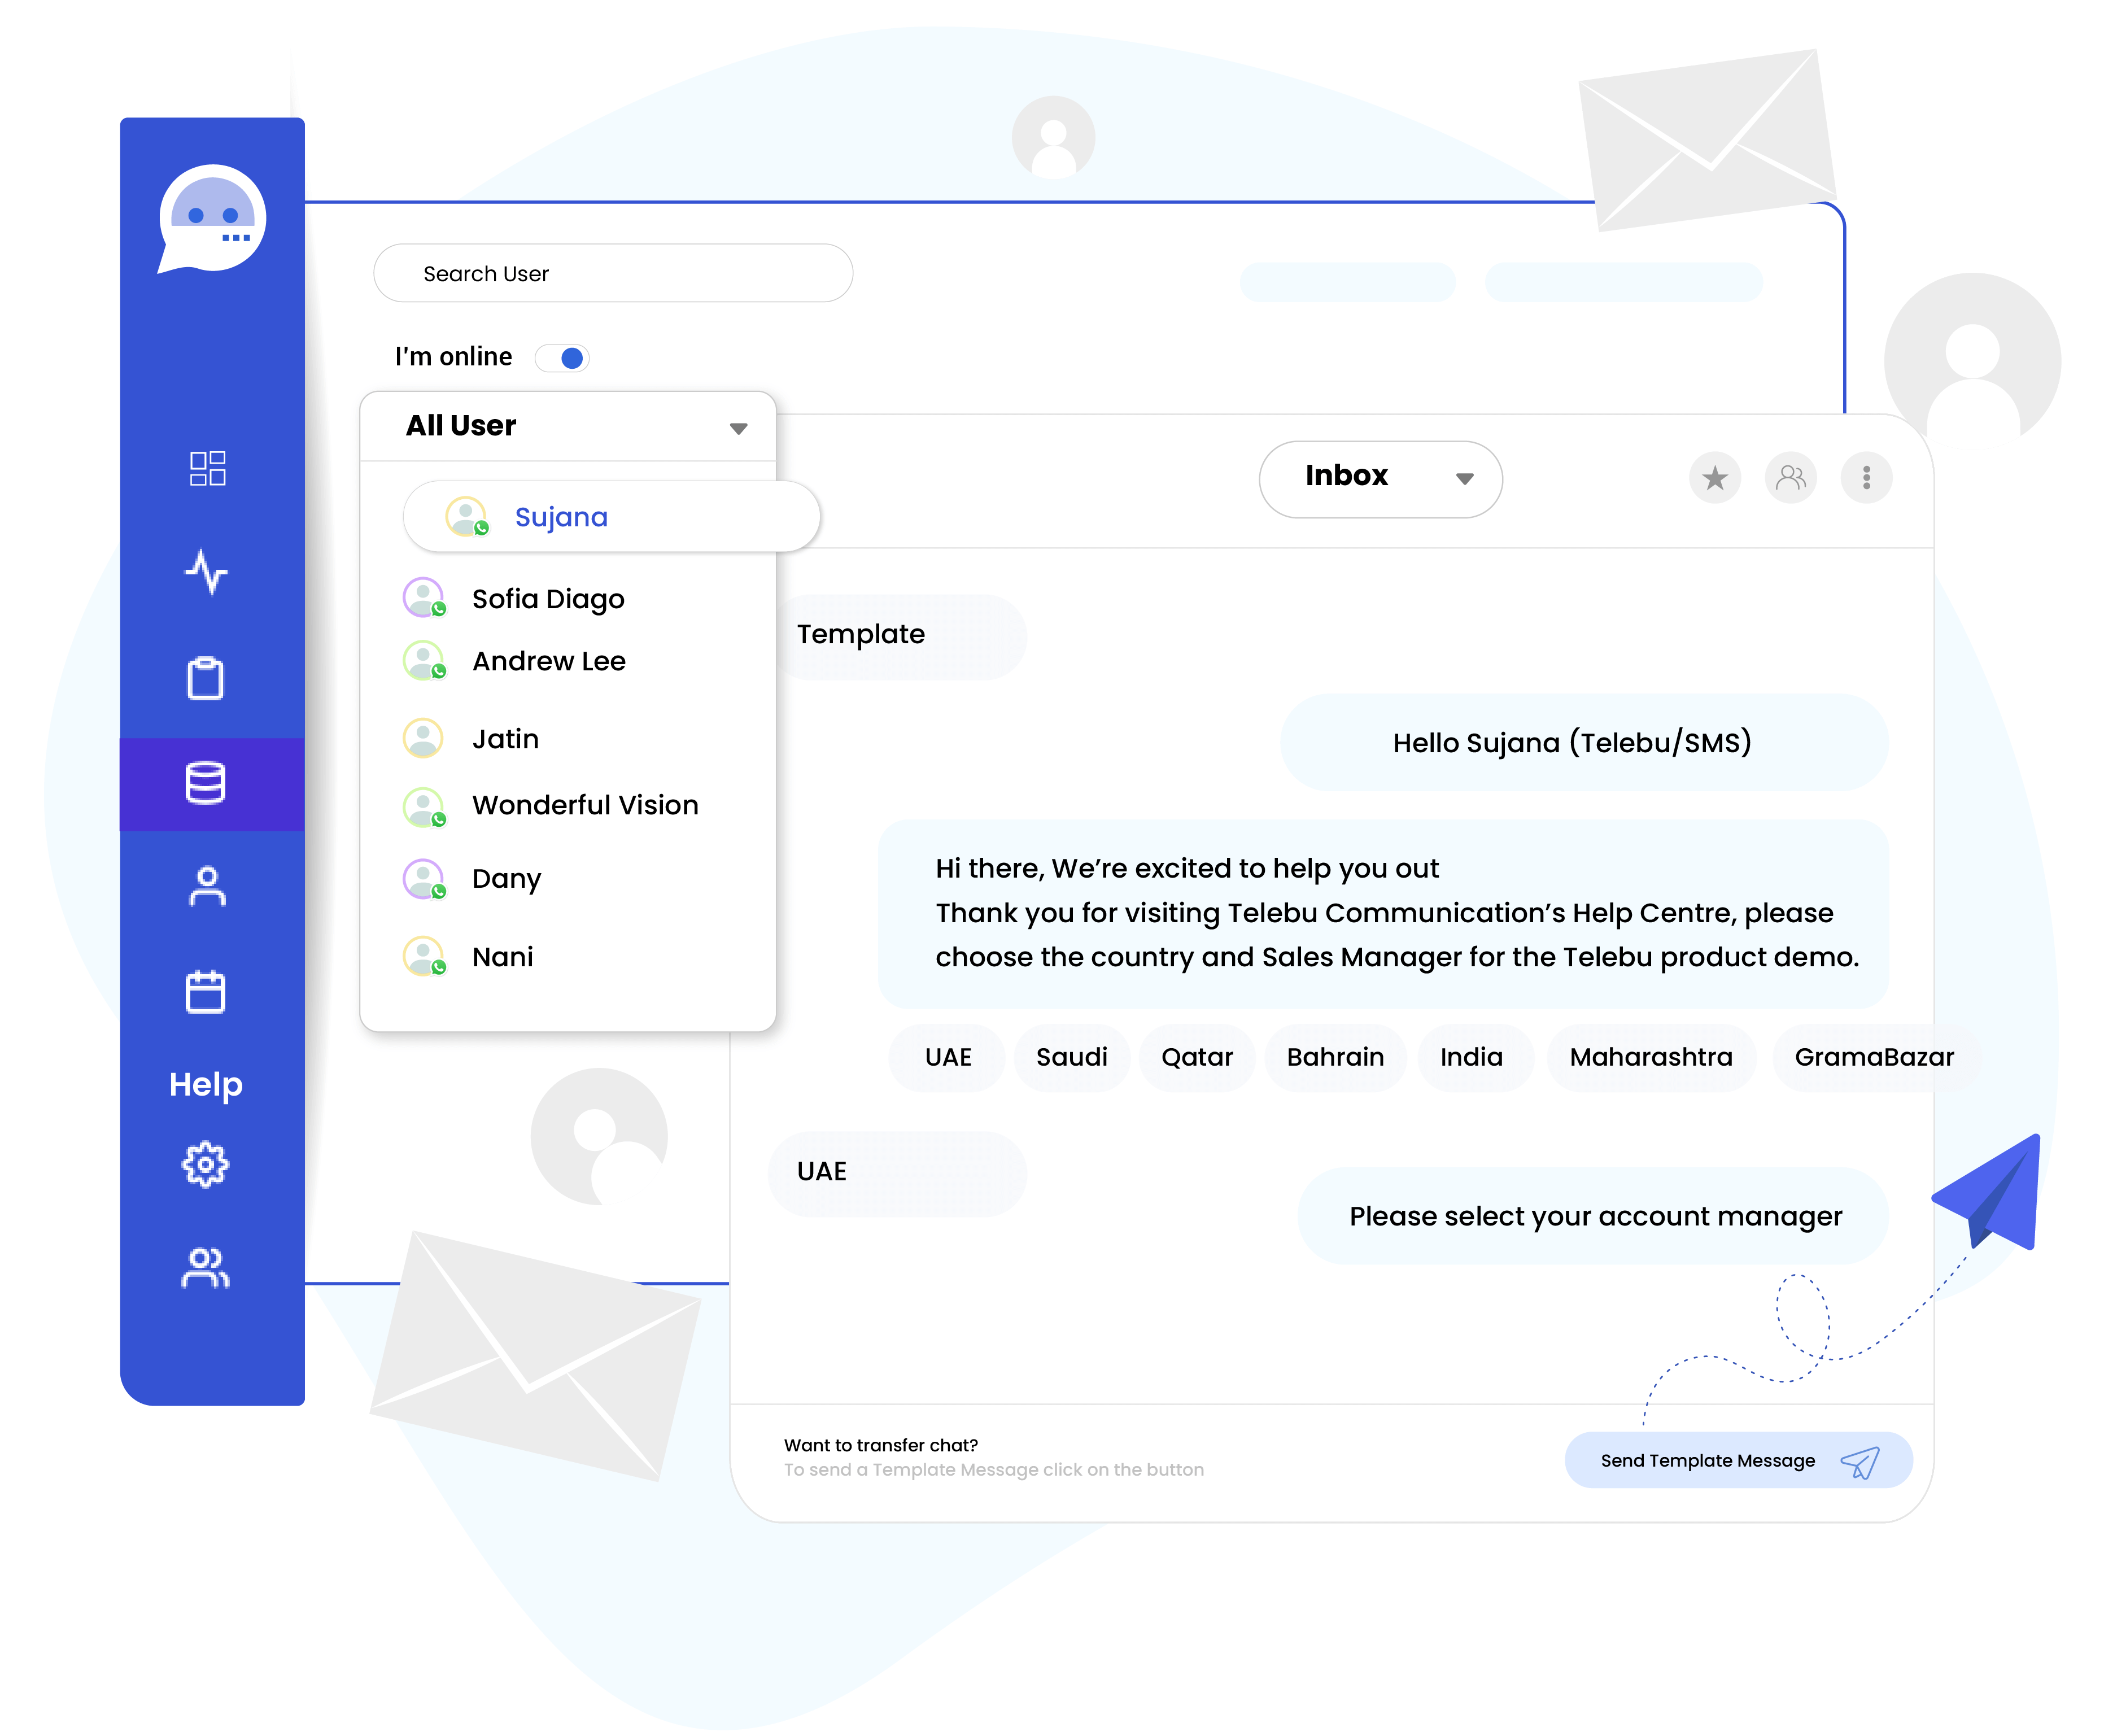 Search User
I'm online
All User
Sujana
Sofia Diago
Andrew Lee
Jatin
Wonderful Vision
Dany
Nani
Help
Inbox
Template
Hello Sujana (Telebu/SMS)
Hi there, We’re excited to help you out
Thank you for visiting Telebu Communication’s Help Centre, please
choose the country and Sales Manager for the Telebu product demo.
UAE Saudi Qatar Bahrain India Maharashtra GramaBazar
UAE
Please select your account manager
Want to transfer chat?
To send a Template Message click on the button
Send Template Message